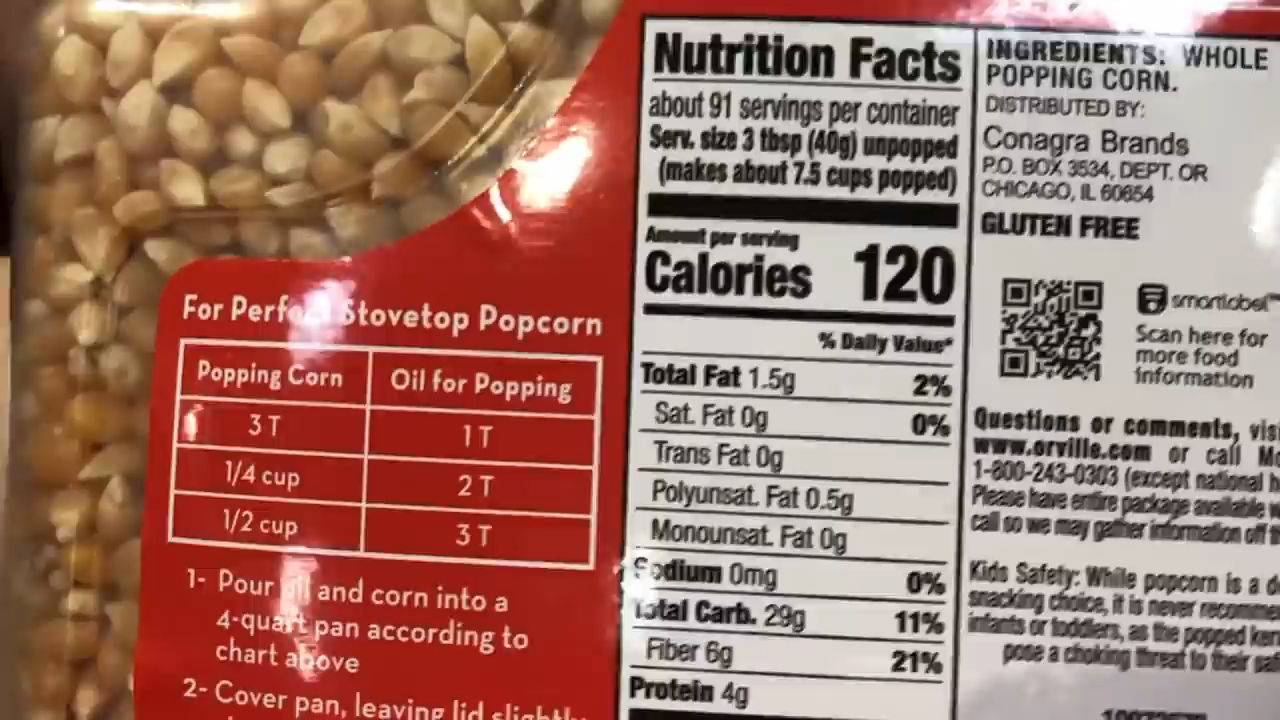 For Perfect Stovetop Popcorn
Popping Corn Oil for Popping
3 T 1 T
1/4 cup 2 T
1/2 cup 3 T
1- Pour oil and corn into a
4-quart pan according to
chart above
2- Cover pan, leaving lid slightly
Nutrition Facts
about 91 servings per container
Serv. size 3 tbsp (40g) unpopped
(makes about 7.5 cups popped)
Amount per serving
Calories 120
% Daily Value*
Total Fat 1.5g 2%
Sat. Fat 0g 0%
Trans Fat 0g
Polyunsat. Fat 0.5g
Monounsat. Fat 0g
Sodium 0mg 0%
Total Carb. 29g 11%
Fiber 6g 21%
Protein 4g
INGREDIENTS: WHOLE
POPPING CORN.
DISTRIBUTED BY:
Conagra Brands
P.O. BOX 3534, DEPT. OR
CHICAGO, IL 60654
GLUTEN FREE
smartlabel™
Scan here for
more food
information
Questions or comments,
www.orville.com or call
1-800-243-0303 (except national
Please have entire package available
call so we may gather information off
Kids Safety: While popcorn is a
snacking choice, it is never
infants or toddlers, as the popped
pose a choking threat to their